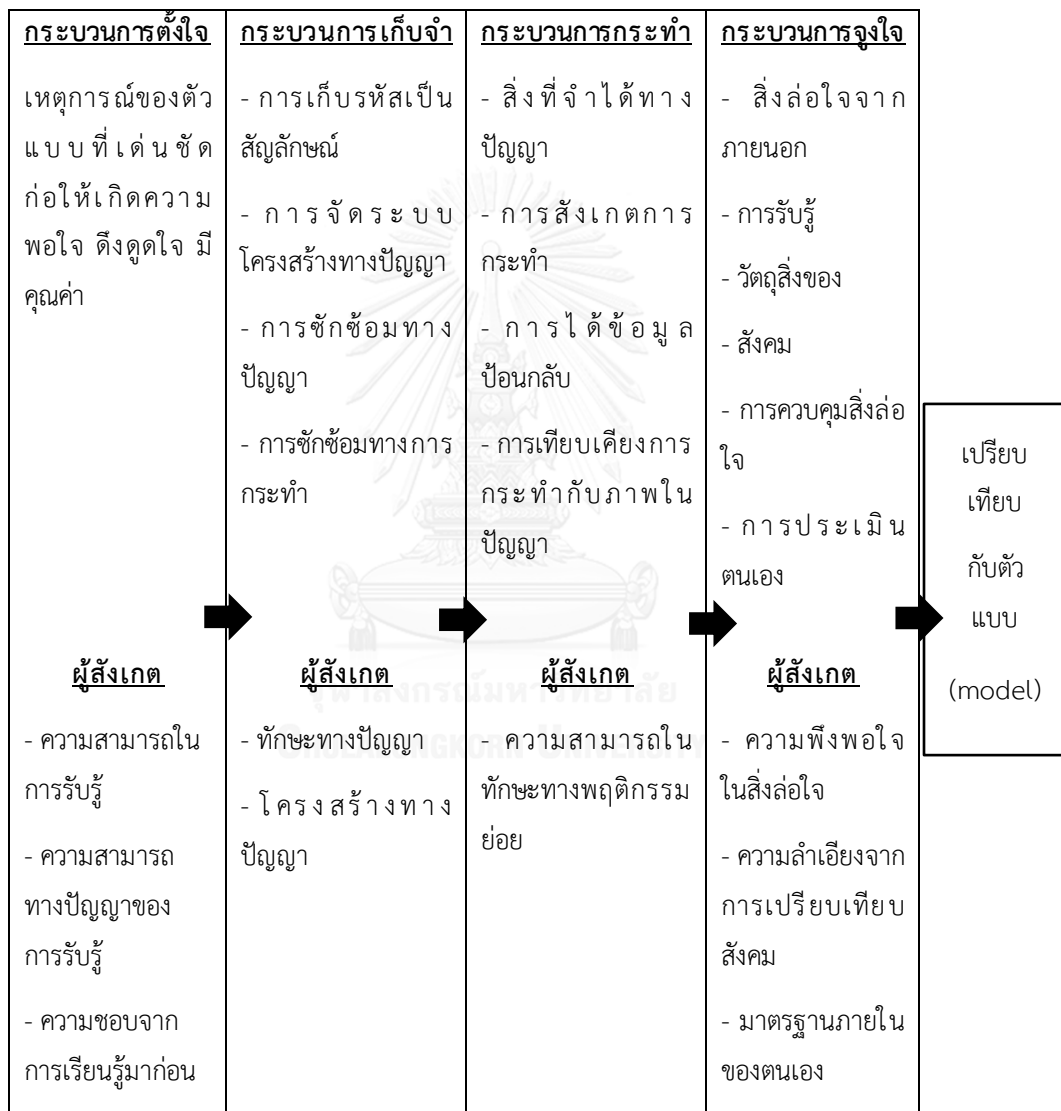 กระบวนการตั้งใจ
เหตุการณ์ของตัว
แบบที่เด่นชัด
ก่อให้เกิดความ
พอใจ ดึงดูดใจ มี
คุณค่า
ผู้สังเกต
- ความสามารถใน
การรับรู้
- ความสามารถ
ทางปัญญาของ
การรับรู้
- ความชอบจาก
การเรียนรู้มาก่อน
กระบวนการเก็บจำ
- การเก็บรหัสเป็น
สัญลักษณ์
- การจัดระบบ
โครงสร้างทางปัญญา
- การซักซ้อมทาง
ปัญญา
- การซักซ้อมทางการ
กระทำ
ผู้สังเกต
- ทักษะทางปัญญา
- โครงสร้างทาง
ปัญญา
กระบวนการกระทำ
- สิ่งที่จำได้ทาง
ปัญญา
- การสังเกตการ
กระทำ
- การได้ข้อมูล
ป้อนกลับ
- การเทียบเคียงการ
กระทำกับภาพใน
ปัญญา
ผู้สังเกต
- ความสามารถใน
ทักษะทางพฤติกรรม
ย่อย
กระบวนการจูงใจ
- สิ่งล่อใจจาก
ภายนอก
- การรับรู้
- วัตถุสิ่งของ
- สังคม
- การควบคุมสิ่งล่อ
ใจ
- การประเมิน
ตนเอง
ผู้สังเกต
- ความพึงพอใจ
ในสิ่งล่อใจ
- ความลำเอียงจาก
การเปรียบเทียบ
สังคม
- มาตรฐานภายใน
ของตนเอง
เปรียบ
เทียบ
กับตัว
แบบ
(model)
จุฬาลงกรณ์มหาวิทยาลัย
CHULALONGKORN UNIVERSITY